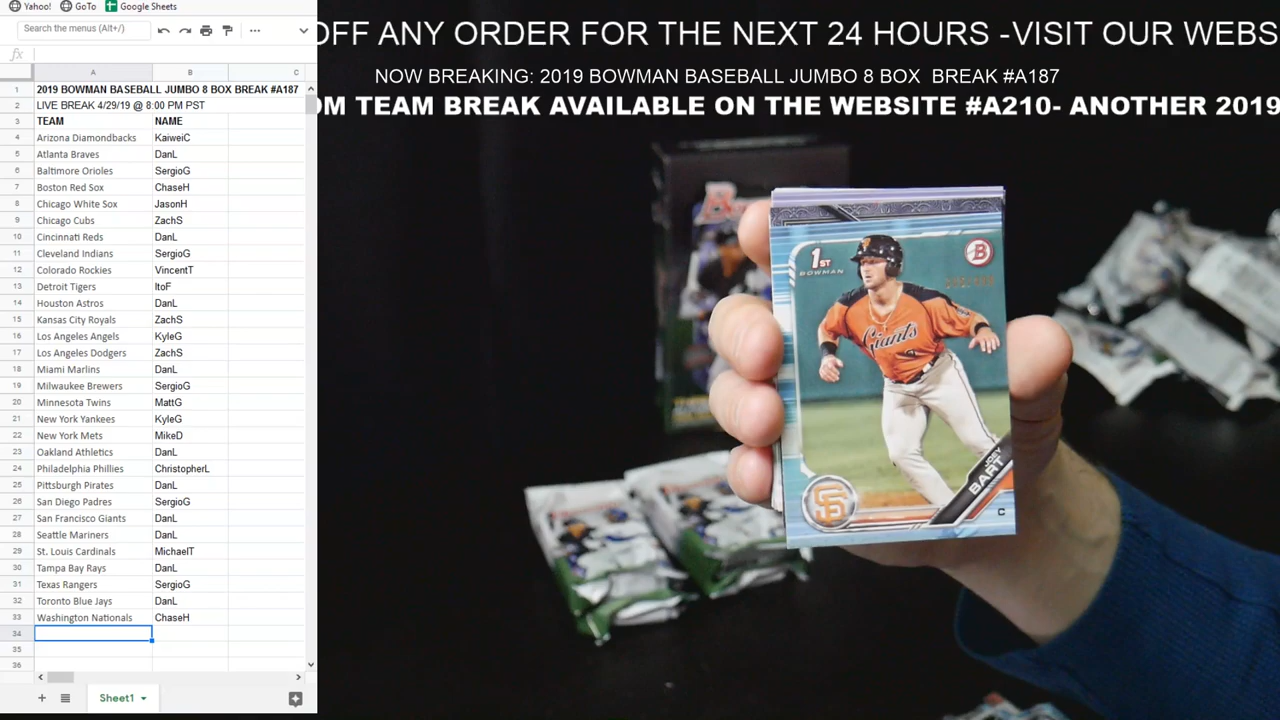 Yahoo!
GoTo
Google Sheets
Search the menus (Alt+/)
fx
A B C
1 2019 BOWMAN BASEBALL JUMBO 8 BOX BREAK #A187
2 LIVE BREAK 4/29/19 @ 8:00 PM PST
3 TEAM NAME
4 Arizona Diamondbacks KaiweiC
5 Atlanta Braves DanL
6 Baltimore Orioles SergioG
7 Boston Red Sox ChaseH
8 Chicago White Sox JasonH
9 Chicago Cubs ZachS
10 Cincinnati Reds DanL
11 Cleveland Indians SergioG
12 Colorado Rockies VincentT
13 Detroit Tigers ItoF
14 Houston Astros DanL
15 Kansas City Royals ZachS
16 Los Angeles Angels KyleG
17 Los Angeles Dodgers ZachS
18 Miami Marlins DanL
19 Milwaukee Brewers SergioG
20 Minnesota Twins MattG
21 New York Yankees KyleG
22 New York Mets MikeD
23 Oakland Athletics DanL
24 Philadelphia Phillies ChristopherL
25 Pittsburgh Pirates DanL
26 San Diego Padres SergioG
27 San Francisco Giants DanL
28 Seattle Mariners DanL
29 St. Louis Cardinals MichaelT
30 Tampa Bay Rays DanL
31 Texas Rangers SergioG
32 Toronto Blue Jays DanL
33 Washington Nationals ChaseH
34
35
36
Sheet1
OFF ANY ORDER FOR THE NEXT 24 HOURS -VISIT OUR WEBS
NOW BREAKING: 2019 BOWMAN BASEBALL JUMBO 8 BOX BREAK #A187
OM TEAM BREAK AVAILABLE ON THE WEBSITE #A210- ANOTHER 2019
1ST
BOWMAN
B
Giants
SF
JOEY
BART
C